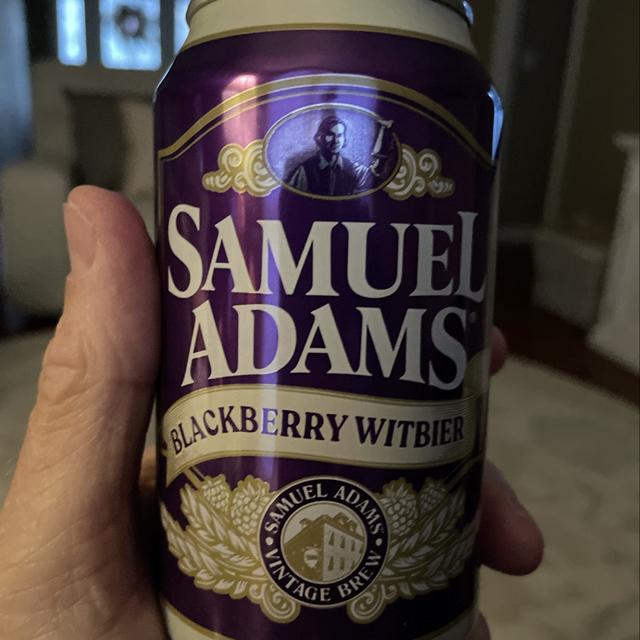 SAMUEL
ADAMS®
BLACKBERRY WITBIER
SAMUEL ADAMS
VINTAGE BREW